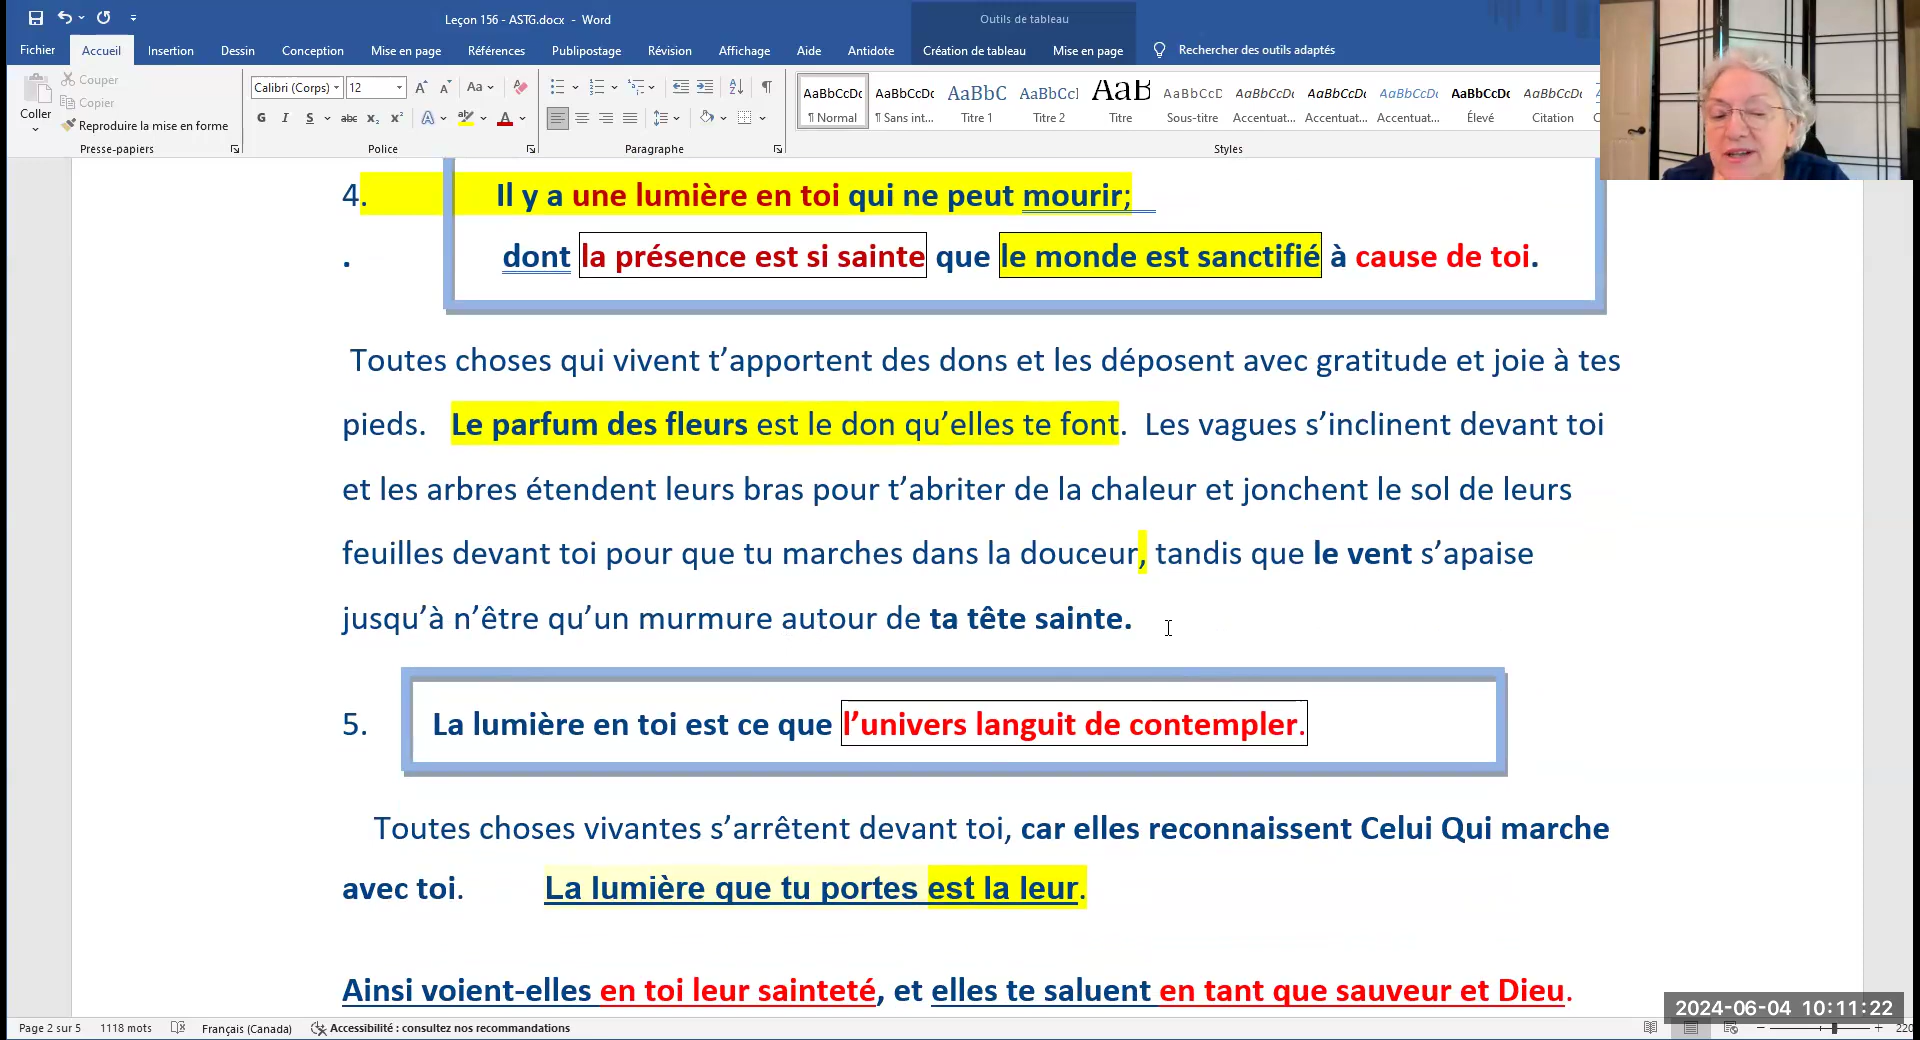 Leçon 156 - ASTG.docx - Word
Outils de tableau
Fichier Accueil Insertion Dessin Conception Mise en page Références Publipostage Révision Affichage Aide Antidote Création de tableau Mise en page Rechercher des outils adaptés
Coller
Couper
Copier
Reproduire la mise en forme
Calibri (Corps) 12
AaBbCcDc AaBbCcDc AaBbC AaBbCcI AaB AaBbCcD AaBbCcDc AaBbCcDc AaBbCcDc AaBbCcDc AaBbCcDc
¶ Normal ¶ Sans int... Titre 1 Titre 2 Titre Sous-titre Accentuat... Accentuat... Accentuat... Élevé Citation
Presse-papiers Police Paragraphe Styles
4. Il y a une lumière en toi qui ne peut mourir;
. dont la présence est si sainte que le monde est sanctifié à cause de toi.
Toutes choses qui vivent t’apportent des dons et les déposent avec gratitude et joie à tes
pieds. Le parfum des fleurs est le don qu’elles te font. Les vagues s’inclinent devant toi
et les arbres étendent leurs bras pour t’abriter de la chaleur et jonchent le sol de leurs
feuilles devant toi pour que tu marches dans la douceur, tandis que le vent s’apaise
jusqu’à n’être qu’un murmure autour de ta tête sainte.
5. La lumière en toi est ce que l’univers languit de contempler.
Toutes choses vivantes s’arrêtent devant toi, car elles reconnaissent Celui Qui marche
avec toi. La lumière que tu portes est la leur.
Ainsi voient-elles en toi leur sainteté, et elles te saluent en tant que sauveur et Dieu.
2024-06-04 10:11:22
Page 2 sur 5 1118 mots Français (Canada) Accessibilité : consultez nos recommandations 220